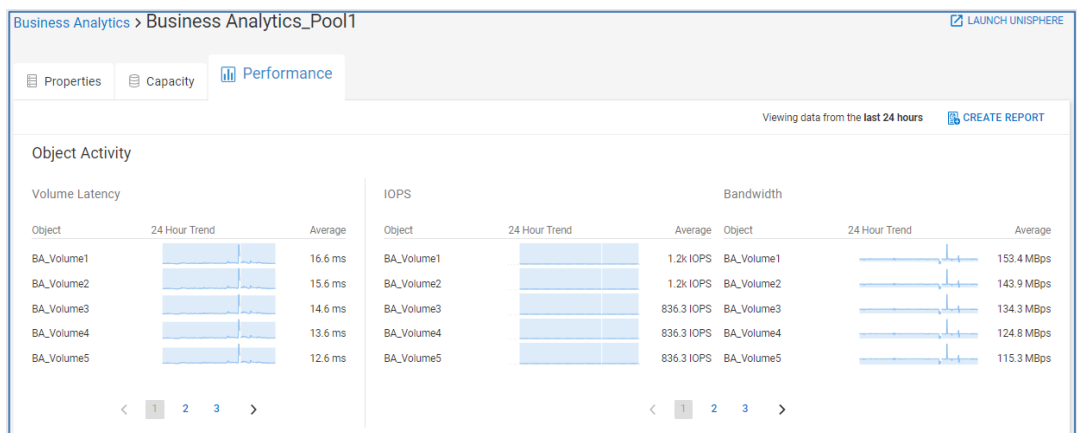 Business Analytics > Business Analytics_Pool1
LAUNCH UNISPHERE
Properties
Capacity
Performance
Viewing data from the last 24 hours
CREATE REPORT
Object Activity
Volume Latency
Object 24 Hour Trend Average
BA_Volume1 16.6 ms
BA_Volume2 15.6 ms
BA_Volume3 14.6 ms
BA_Volume4 13.6 ms
BA_Volume5 12.6 ms
< 1 2 3 >
IOPS
Object 24 Hour Trend Average
BA_Volume1 1.2k IOPS
BA_Volume2 1.2k IOPS
BA_Volume3 836.3 IOPS
BA_Volume4 836.3 IOPS
BA_Volume5 836.3 IOPS
Bandwidth
Object 24 Hour Trend Average
BA_Volume1 153.4 MBps
BA_Volume2 143.9 MBps
BA_Volume3 134.3 MBps
BA_Volume4 124.8 MBps
BA_Volume5 115.3 MBps
< 1 2 3 >